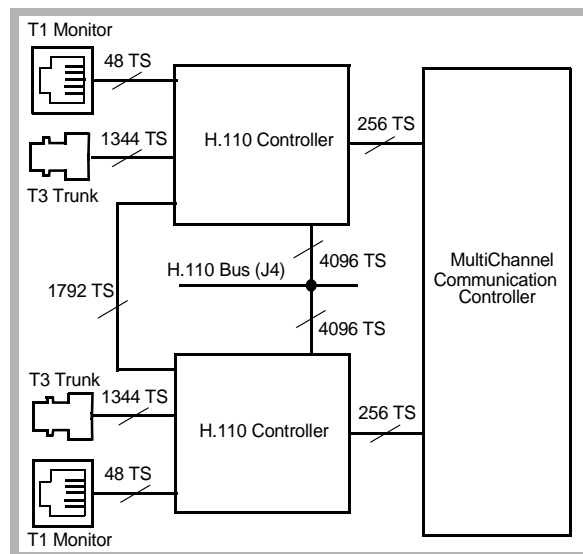 T1 Monitor
48 TS
1344 TS
T3 Trunk
H.110 Controller
256 TS
4096 TS
H.110 Bus (J4)
1792 TS
4096 TS
MultiChannel
Communication
Controller
T3 Trunk
1344 TS
H.110 Controller
256 TS
48 TS
T1 Monitor